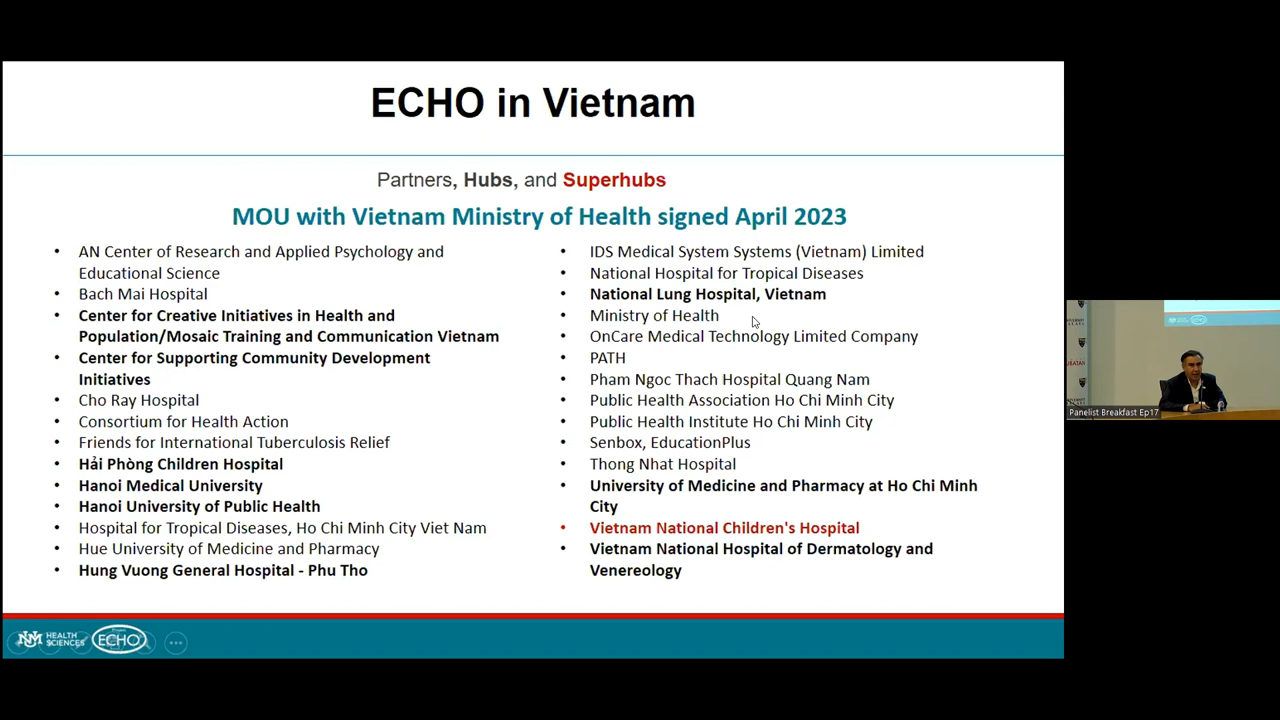 ECHO in Vietnam
Partners, Hubs, and Superhubs
MOU with Vietnam Ministry of Health signed April 2023
• AN Center of Research and Applied Psychology and
Educational Science
• Bach Mai Hospital
• Center for Creative Initiatives in Health and
Population/Mosaic Training and Communication Vietnam
• Center for Supporting Community Development
Initiatives
• Cho Ray Hospital
• Consortium for Health Action
• Friends for International Tuberculosis Relief
• Hải Phòng Children Hospital
• Hanoi Medical University
• Hanoi University of Public Health
• Hospital for Tropical Diseases, Ho Chi Minh City Viet Nam
• Hue University of Medicine and Pharmacy
• Hung Vuong General Hospital - Phu Tho
• IDS Medical System Systems (Vietnam) Limited
• National Hospital for Tropical Diseases
• National Lung Hospital, Vietnam
• Ministry of Health
• OnCare Medical Technology Limited Company
• PATH
• Pham Ngoc Thach Hospital Quang Nam
• Public Health Association Ho Chi Minh City
• Public Health Institute Ho Chi Minh City
• Senbox, EducationPlus
• Thong Nhat Hospital
• University of Medicine and Pharmacy at Ho Chi Minh
City
• Vietnam National Children's Hospital
• Vietnam National Hospital of Dermatology and
Venereology
UNM HEALTH
SCIENCES
ECHO
Panelist Breakfast Ep17